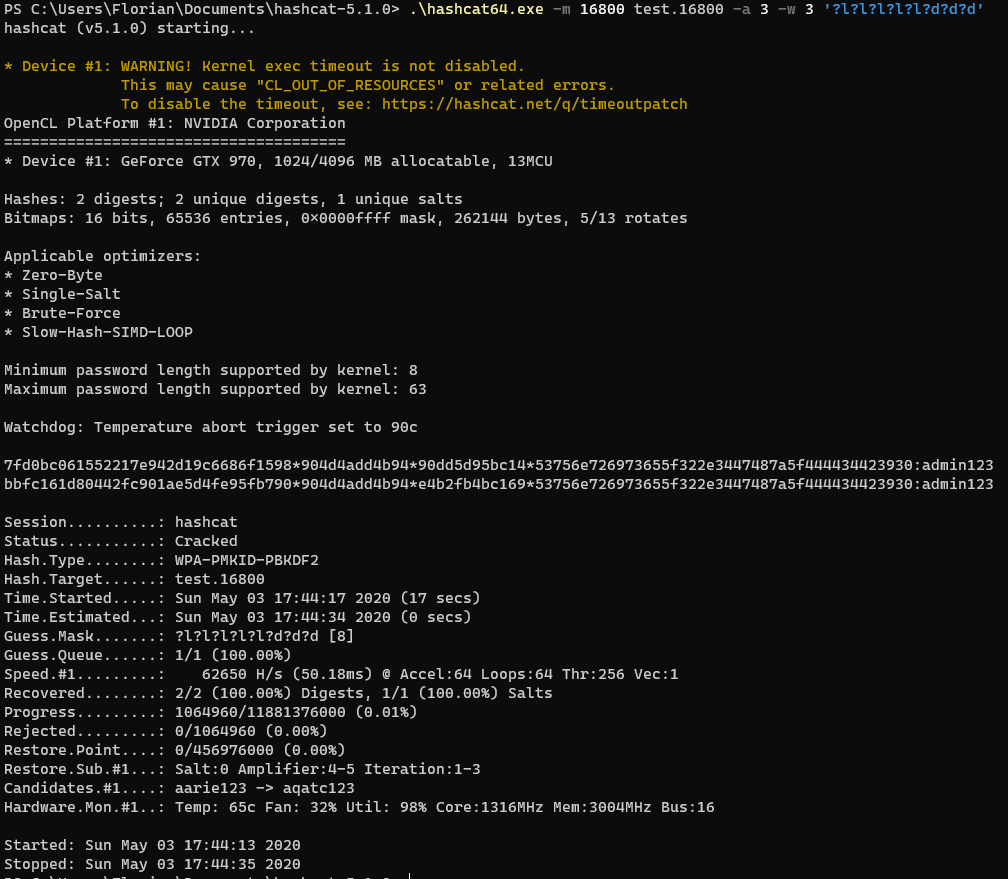 PS C:\Users\Florian\Documents\hashcat-5.1.0> .\hashcat64.exe -m 16800 test.16800 -a 3 -w 3 '?l?l?l?l?l?d?d?d'
hashcat (v5.1.0) starting...
* Device #1: WARNING! Kernel exec timeout is not disabled.
This may cause "CL_OUT_OF_RESOURCES" or related errors.
To disable the timeout, see: https://hashcat.net/q/timeoutpatch
OpenCL Platform #1: NVIDIA Corporation
======================================
* Device #1: GeForce GTX 970, 1024/4096 MB allocatable, 13MCU
Hashes: 2 digests; 2 unique digests, 1 unique salts
Bitmaps: 16 bits, 65536 entries, 0x0000ffff mask, 262144 bytes, 5/13 rotates
Applicable optimizers:
* Zero-Byte
* Single-Salt
* Brute-Force
* Slow-Hash-SIMD-LOOP
Minimum password length supported by kernel: 8
Maximum password length supported by kernel: 63
Watchdog: Temperature abort trigger set to 90c
7fd0bc061552217e942d19c6686f1598*904d4add4b94*90dd5d95bc14*53756e726973655f322e3447487a5f444434423930:admin123
bbfc161d80442fc901ae5d4fe95fb790*904d4add4b94*e4b2fb4bc169*53756e726973655f322e3447487a5f444434423930:admin123
Session..........: hashcat
Status...........: Cracked
Hash.Type........: WPA-PMKID-PBKDF2
Hash.Target......: test.16800
Time.Started.....: Sun May 03 17:44:17 2020 (17 secs)
Time.Estimated...: Sun May 03 17:44:34 2020 (0 secs)
Guess.Mask.......: ?l?l?l?l?l?d?d?d [8]
Guess.Queue......: 1/1 (100.00%)
Speed.#1.........:    62650 H/s (50.18ms) @ Accel:64 Loops:64 Thr:256 Vec:1
Recovered........: 2/2 (100.00%) Digests, 1/1 (100.00%) Salts
Progress.........: 1064960/11881376000 (0.01%)
Rejected.........: 0/1064960 (0.00%)
Restore.Point....: 0/456976000 (0.00%)
Restore.Sub.#1...: Salt:0 Amplifier:4-5 Iteration:1-3
Candidates.#1....: aarie123 -> aqatc123
Hardware.Mon.#1..: Temp: 65c Fan: 32% Util: 98% Core:1316MHz Mem:3004MHz Bus:16
Started: Sun May 03 17:44:13 2020
Stopped: Sun May 03 17:44:35 2020